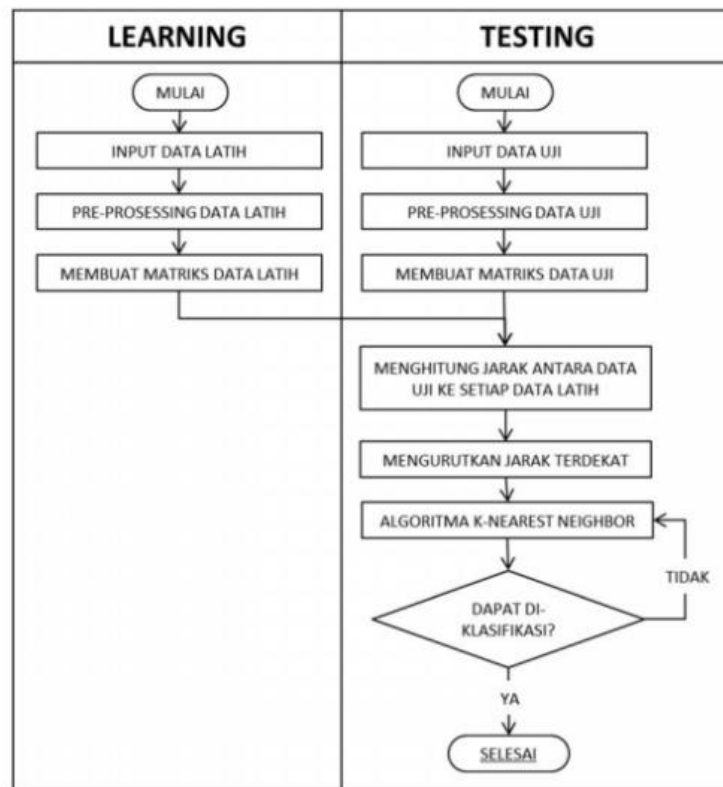 LEARNING
MULAI
INPUT DATA LATIH
PRE-PROSESSING DATA LATIH
MEMBUAT MATRIKS DATA LATIH
TESTING
MULAI
INPUT DATA UJI
PRE-PROSESSING DATA UJI
MEMBUAT MATRIKS DATA UJI
MENGHITUNG JARAK ANTARA DATA
UJI KE SETIAP DATA LATIH
MENGURUTKAN JARAK TERDEKAT
ALGORITMA K-NEAREST NEIGHBOR
TIDAK
DAPAT DI-
KLASIFIKASI?
YA
SELESAI